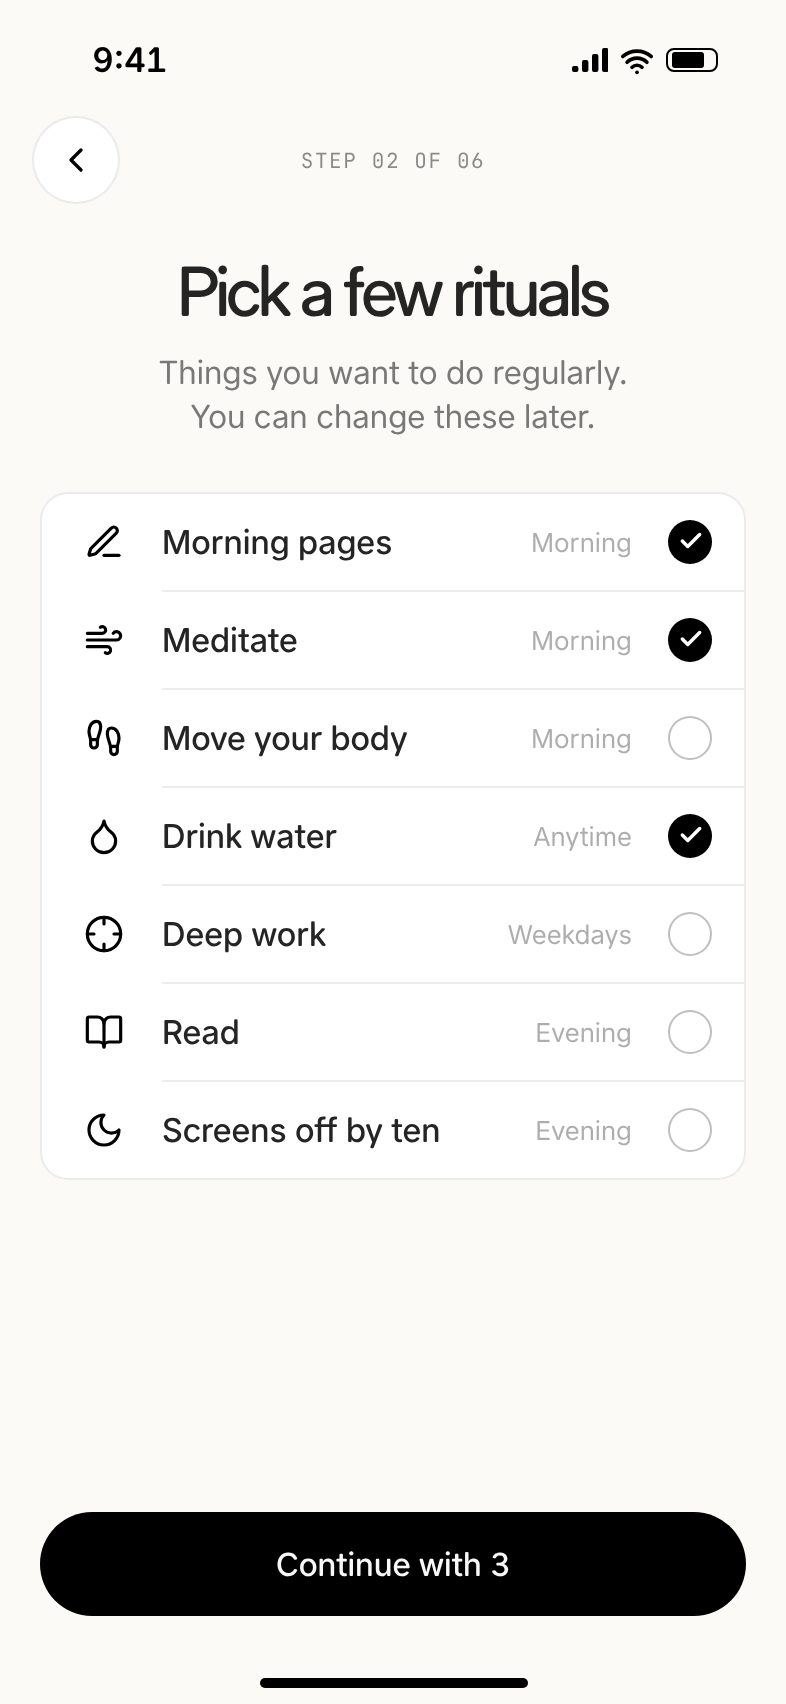 9:41
STEP 02 OF 06
Pick a few rituals
Things you want to do regularly.
You can change these later.
Morning pages Morning
Meditate Morning
Move your body Morning
Drink water Anytime
Deep work Weekdays
Read Evening
Screens off by ten Evening
Continue with 3